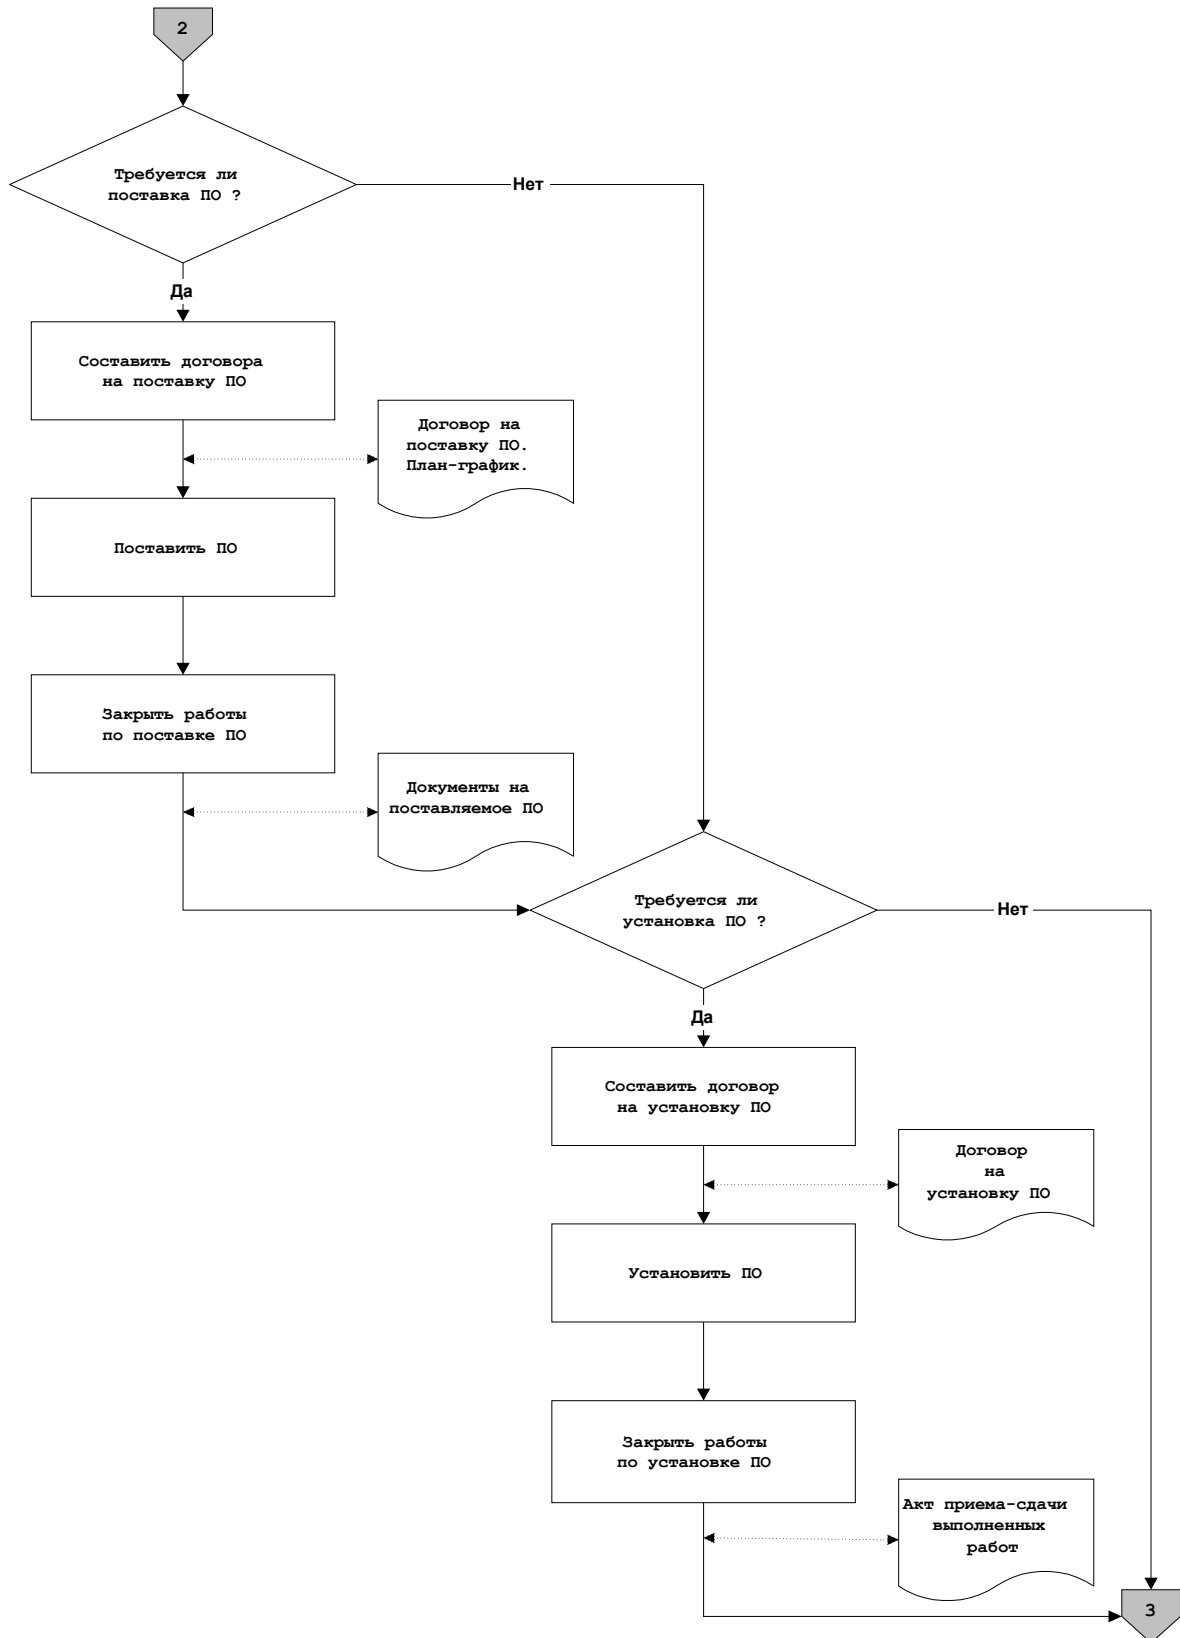 2
Требуется ли
поставка ПО ?
Нет
Да
Составить договора
на поставку ПО
Договор на
поставку ПО.
План-график.
Поставить ПО
Закрыть работы
по поставке ПО
Документы на
поставляемое ПО
Требуется ли
установка ПО ?
Нет
Да
Составить договор
на установку ПО
Договор
на
установку ПО
Установить ПО
Закрыть работы
по установке ПО
Акт приема-сдачи
выполненных
работ
3